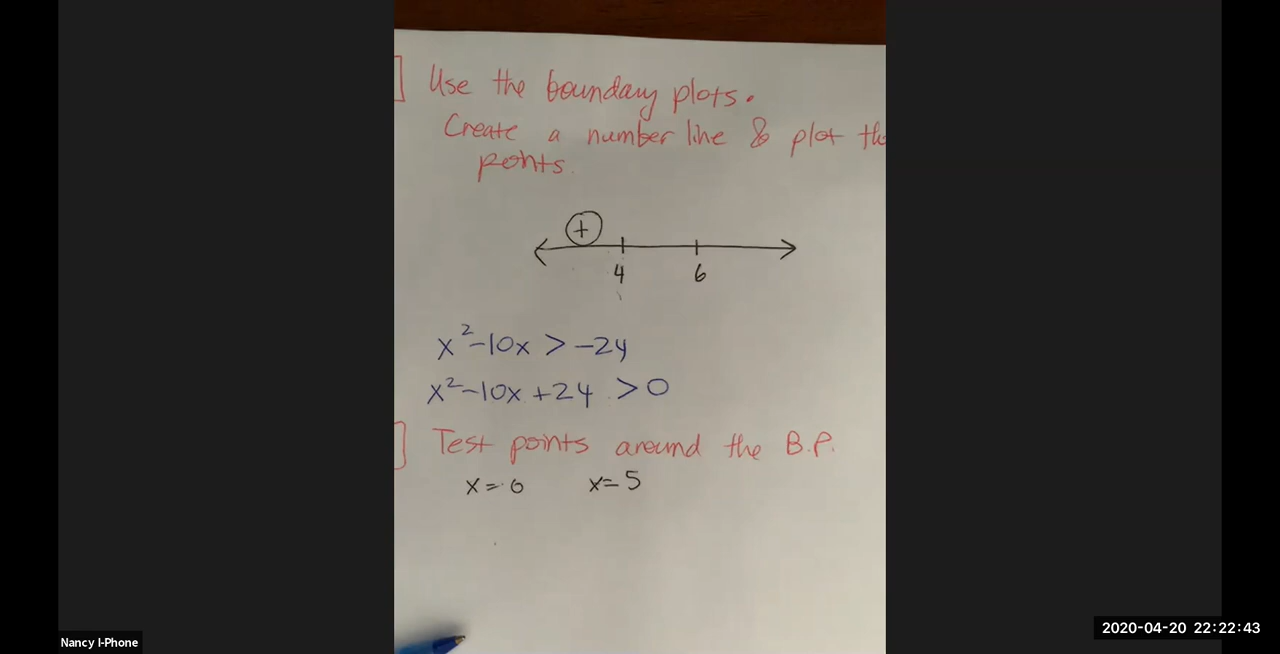 ] Use the boundary plots.
Create a number line & plot the
points.
+
4 6
x²-10x > -24
x²-10x+24 > 0
] Test points around the B.P.
x=0 x=5
Nancy I-Phone
2020-04-20 22:22:43